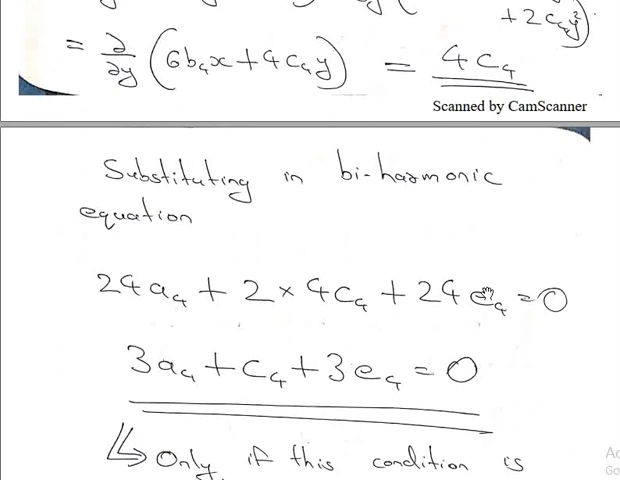 + 2c₄y²)
= ∂/∂y (6b₄x + 4c₄y) = 4c₄
Scanned by CamScanner
Substituting in bi-harmonic
equation
24a₄ + 2 × 4c₄ + 24e₄ = 0
3a₄ + c₄ + 3e₄ = 0
↳ Only if this condition is